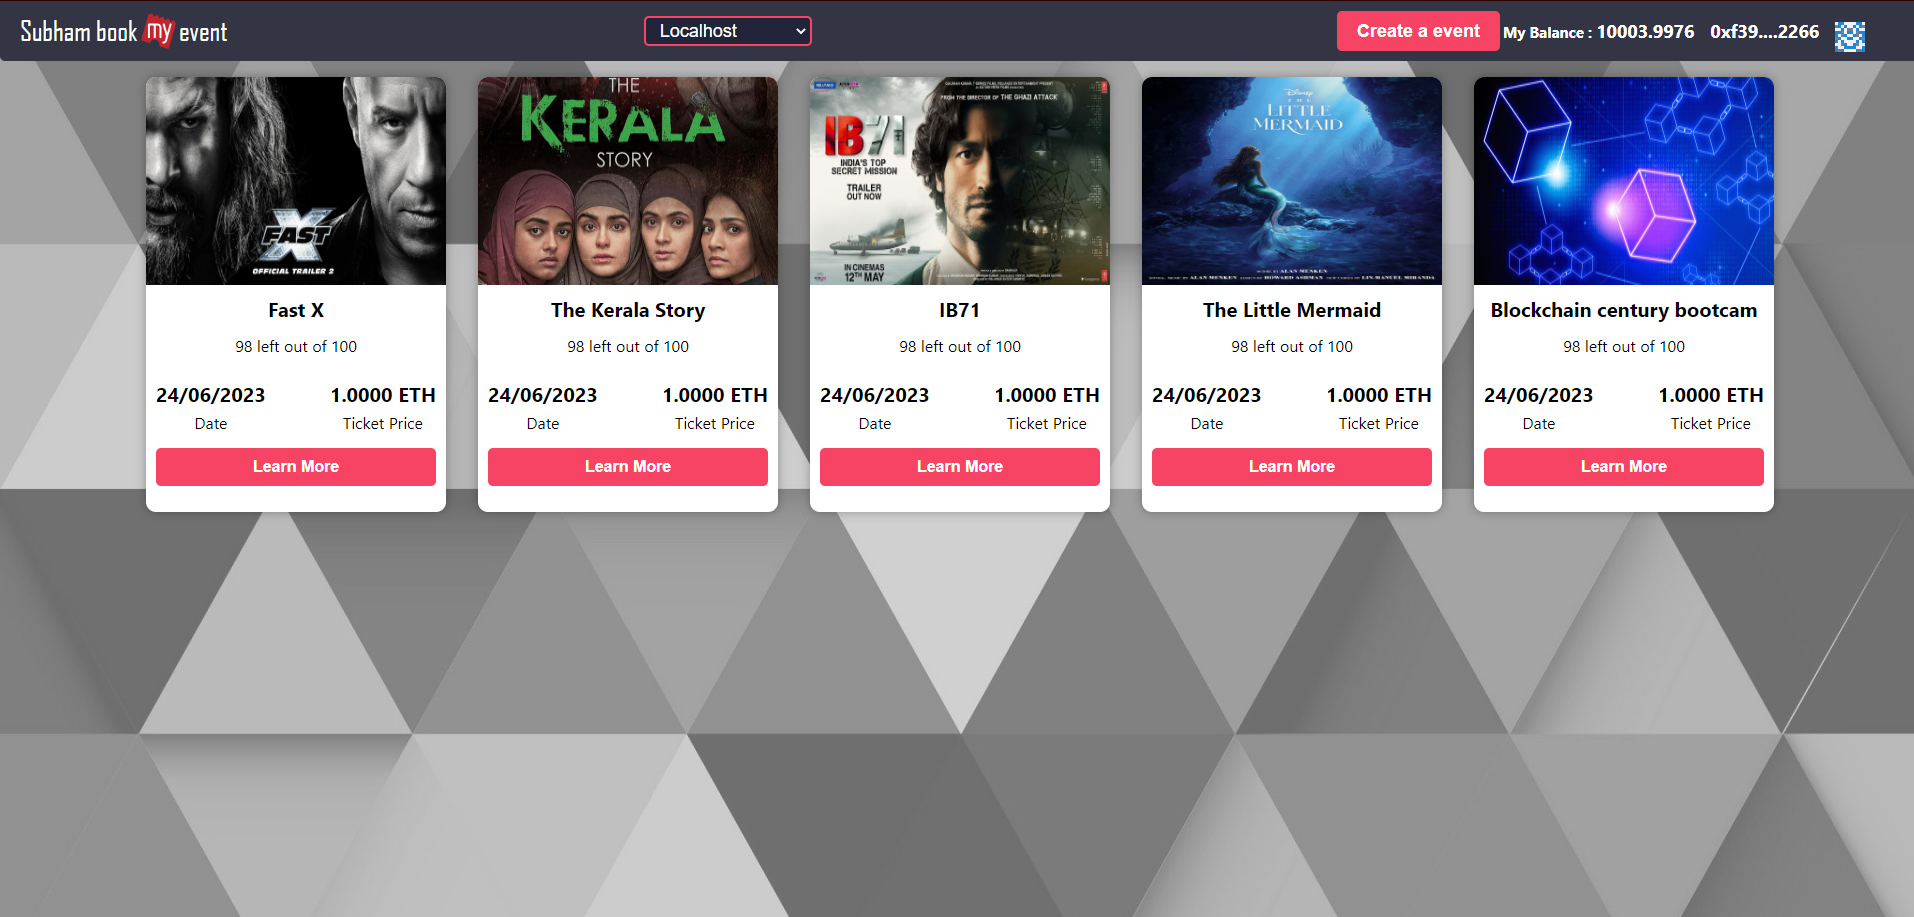 Subham book my event
Localhost
Create a event
My Balance : 10003.9976
0xf39....2266
FAST X
OFFICIAL TRAILER 2
Fast X
98 left out of 100
24/06/2023 1.0000 ETH
Date Ticket Price
Learn More
THE
KERALA
STORY
The Kerala Story
98 left out of 100
24/06/2023 1.0000 ETH
Date Ticket Price
Learn More
FROM THE DIRECTOR OF THE GHAZI ATTACK
IB71
INDIA'S TOP
SECRET MISSION
TRAILER
OUT NOW
IN CINEMAS
12TH MAY
IB71
98 left out of 100
24/06/2023 1.0000 ETH
Date Ticket Price
Learn More
Disney
THE
LITTLE
MERMAID
The Little Mermaid
98 left out of 100
24/06/2023 1.0000 ETH
Date Ticket Price
Learn More
Blockchain century bootcam
98 left out of 100
24/06/2023 1.0000 ETH
Date Ticket Price
Learn More